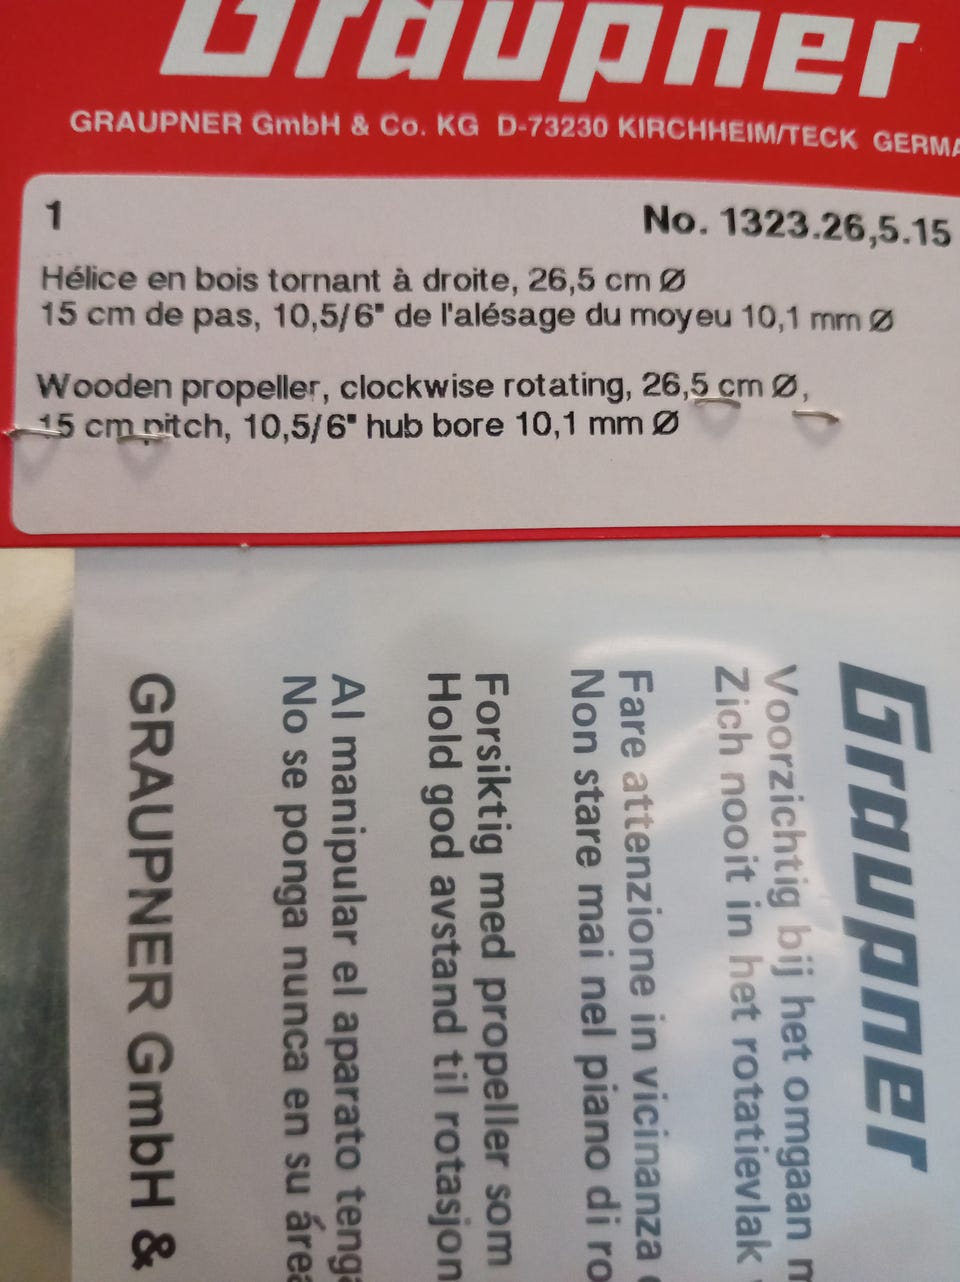 Graupner
GRAUPNER GmbH & Co. KG D-73230 KIRCHHEIM/TECK
1
No. 1323.26,5.15
Hélice en bois tornant à droite, 26,5 cm Ø
15 cm de pas, 10,5/6" de l'alésage du moyeu 10,1 mm Ø
Wooden propeller, clockwise rotating, 26,5 cm Ø,
15 cm pitch, 10,5/6" hub bore 10,1 mm Ø
Graupner
Voorzichtig bij het omgaan
Zich nooit in het rotatievlak
Fare attenzione in vicinanza
Non stare mai nel piano di
Forsiktig med propeller som
Hold god avstand til rotasjon
Al manipular el aparato
No se ponga nunca en su
GRAUPNER GmbH &